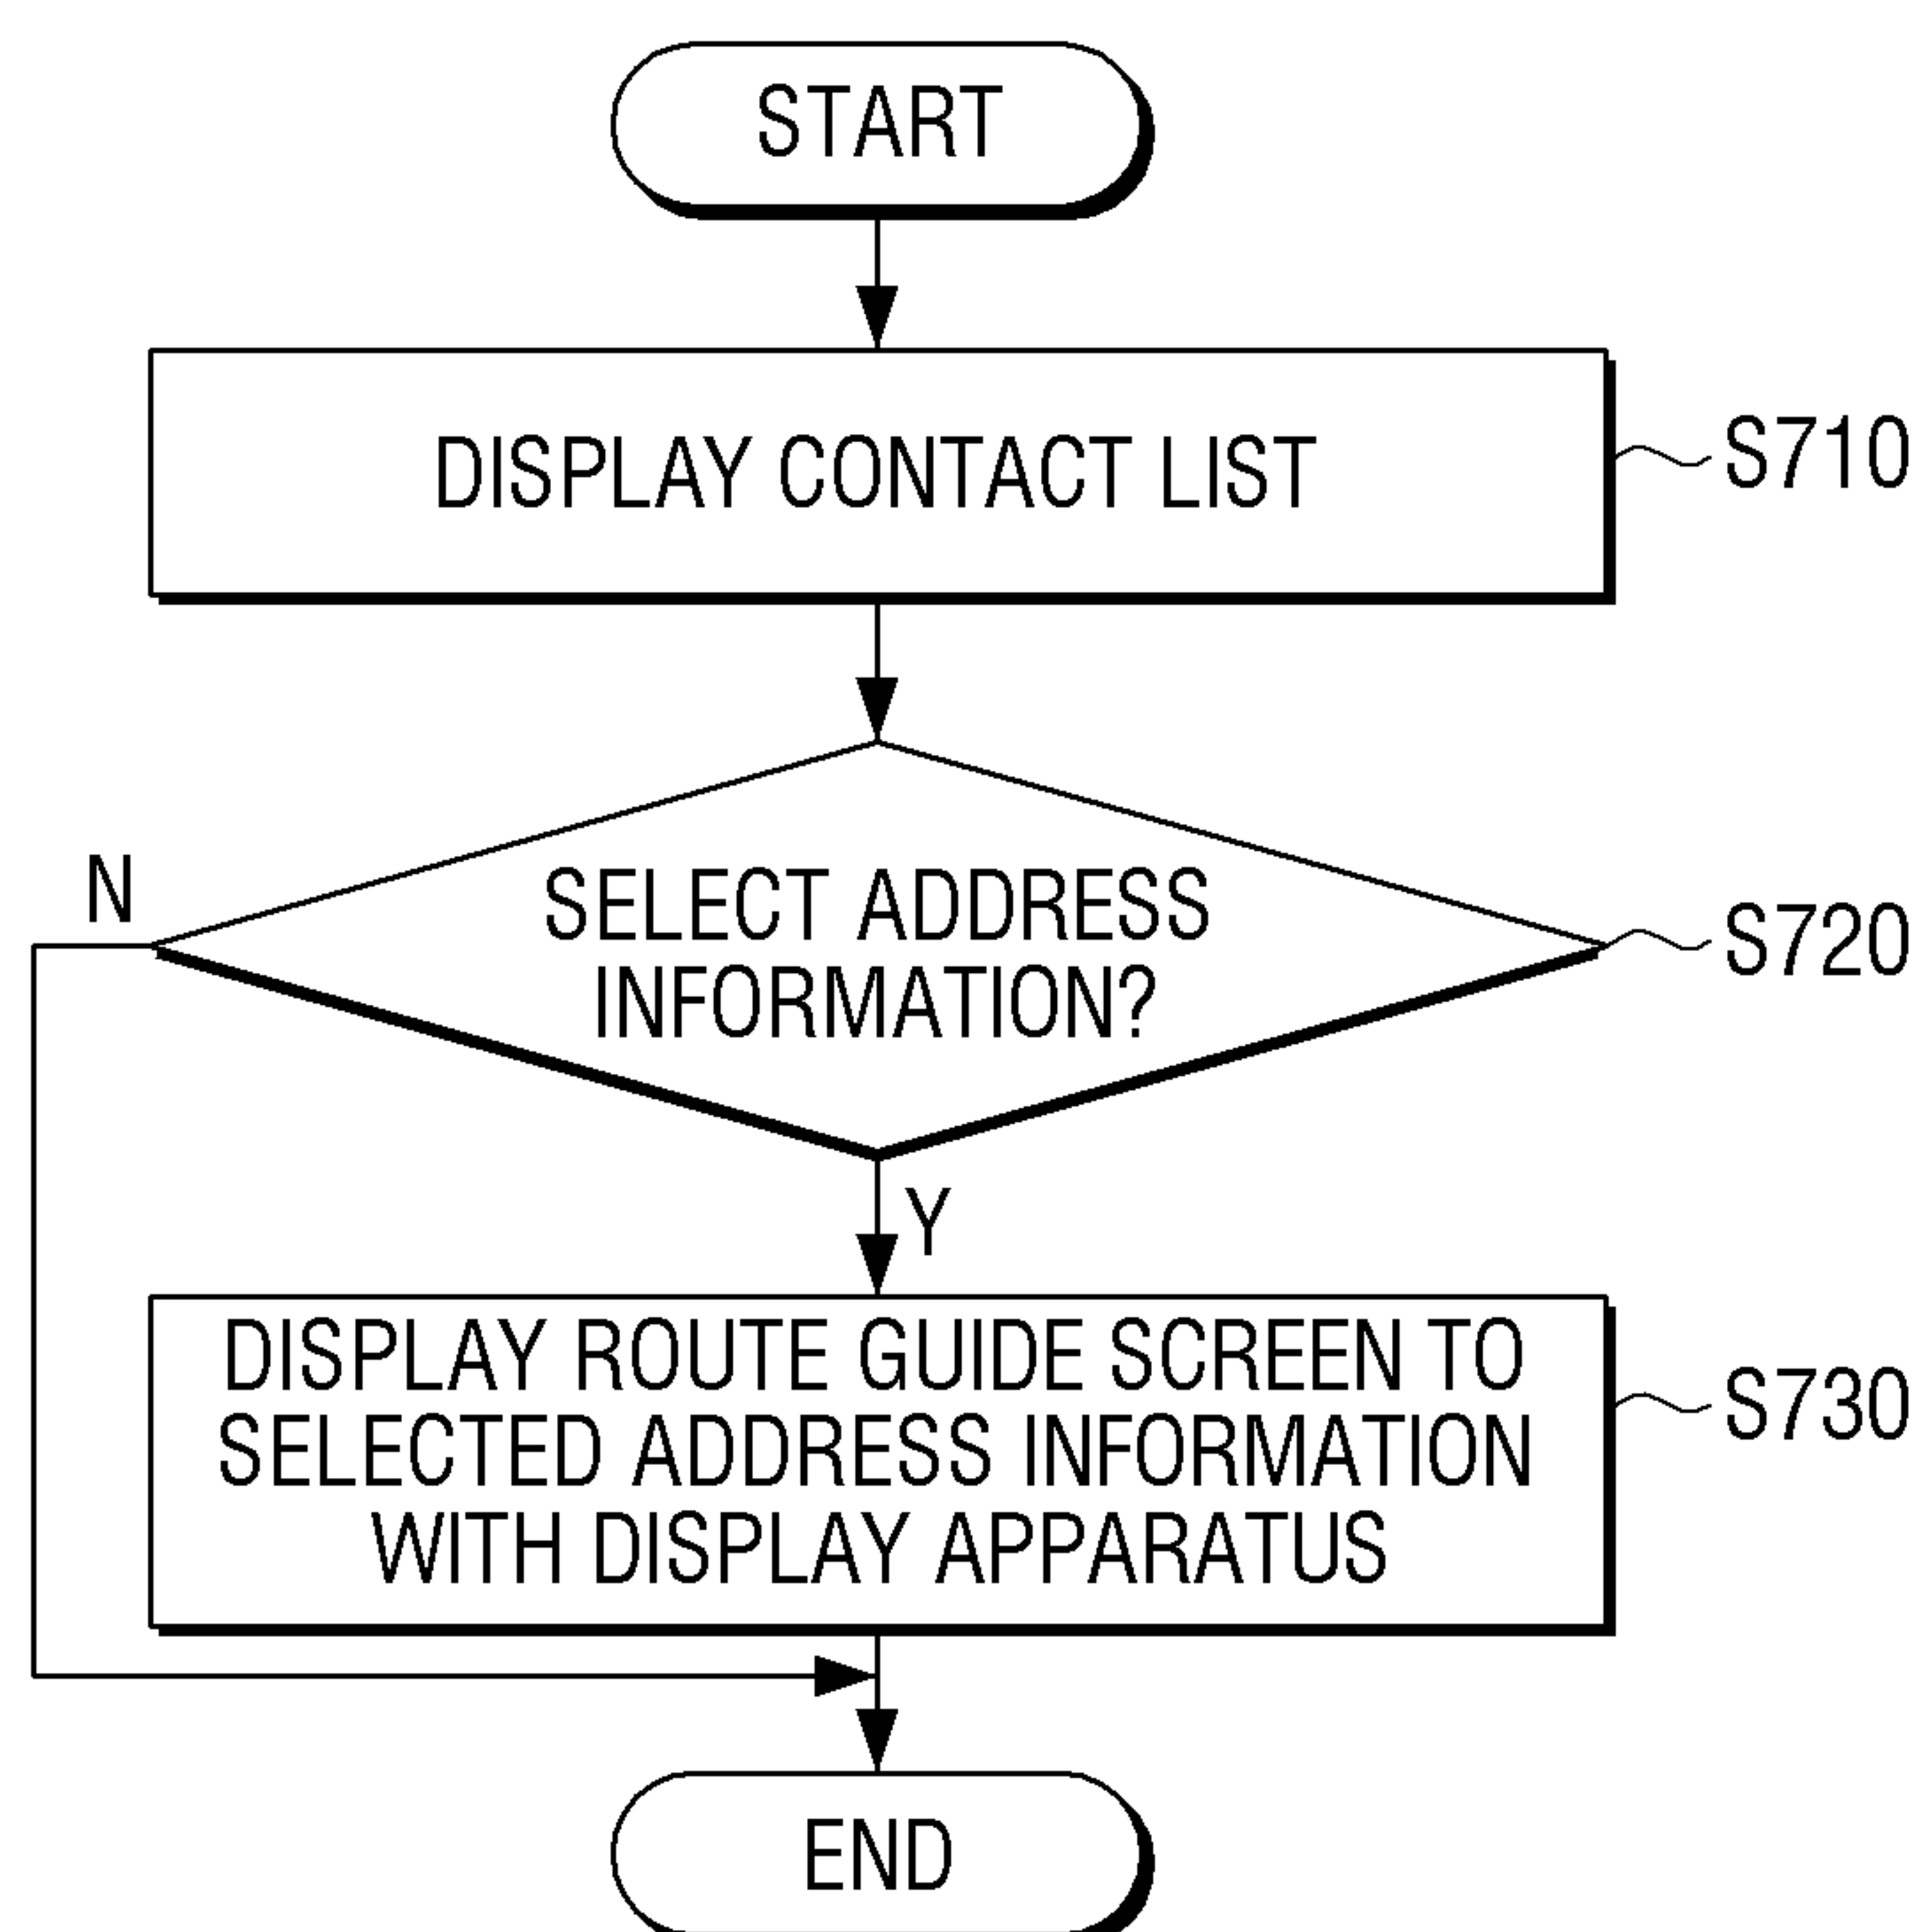 START
DISPLAY CONTACT LIST
S710
N
SELECT ADDRESS
INFORMATION?
S720
Y
DISPLAY ROUTE GUIDE SCREEN TO
SELECTED ADDRESS INFORMATION
WITH DISPLAY APPARATUS
S730
END